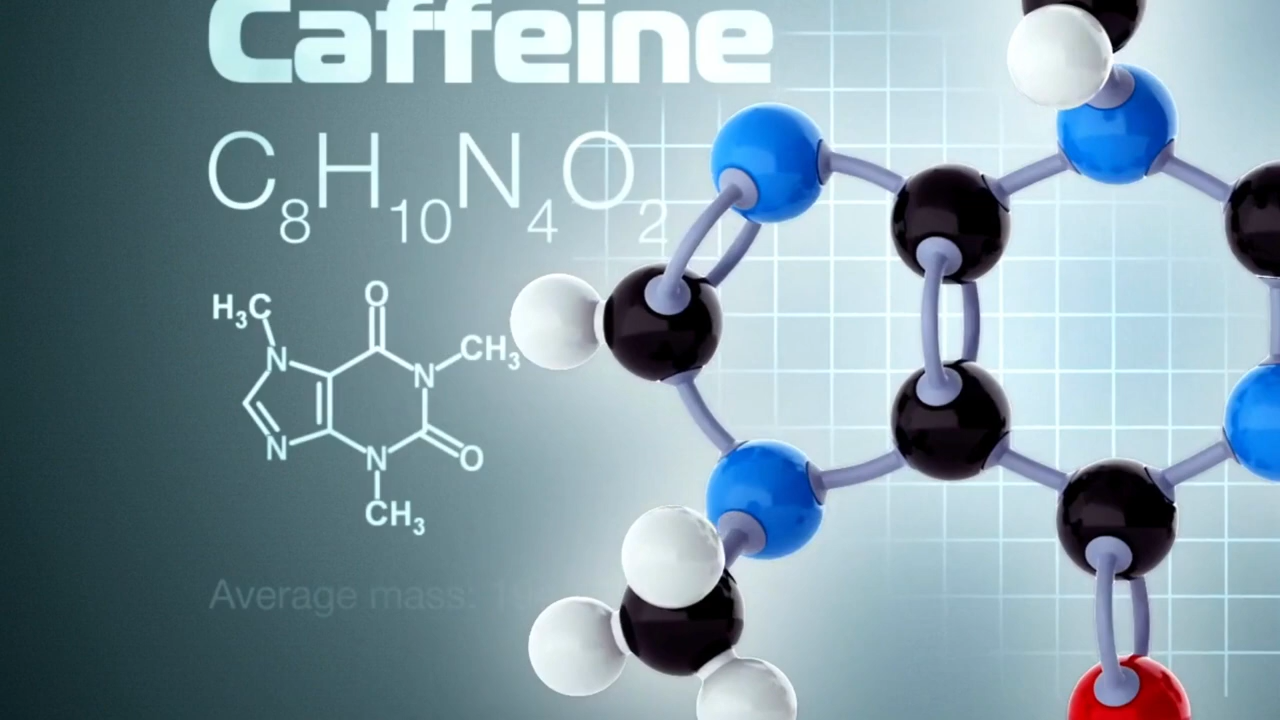 Caffeine
C8H10N4O2
H3C
O
N
N
CH3
N
N
O
CH3
Average mass: